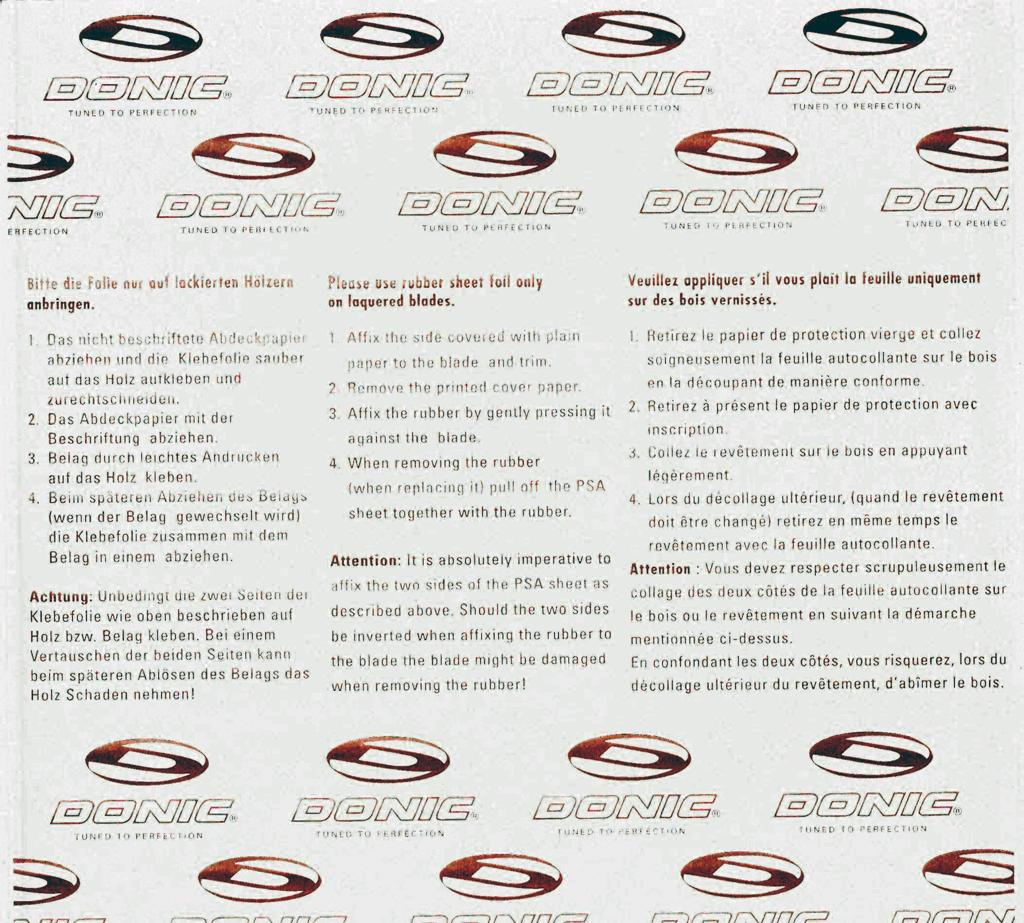 DONIC® DONIC® DONIC® DONIC®
TUNED TO PERFECTION TUNED TO PERFECTION TUNED TO PERFECTION TUNED TO PERFECTION
NIC® DONIC® DONIC® DONIC® DON
ERFECTION TUNED TO PERFECTION TUNED TO PERFECTION TUNED TO PERFECTION TUNED TO PERFEC
Bitte die Folie nur auf lackierten Hölzern
anbringen.
1. Das nicht beschriftete Abdeckpapier
abziehen und die Klebefolie sauber
auf das Holz aufkleben und
zurechtschneiden.
2. Das Abdeckpapier mit der
Beschriftung abziehen.
3. Belag durch leichtes Andrücken
auf das Holz kleben.
4. Beim späteren Abziehen des Belags
(wenn der Belag gewechselt wird)
die Klebefolie zusammen mit dem
Belag in einem abziehen.
Achtung: Unbedingt die zwei Seiten der
Klebefolie wie oben beschrieben auf
Holz bzw. Belag kleben. Bei einem
Vertauschen der beiden Seiten kann
beim späteren Ablösen des Belags das
Holz Schaden nehmen!
Please use rubber sheet foil only
on laquered blades.
1. Affix the side covered with plain
paper to the blade and trim.
2. Remove the printed cover paper.
3. Affix the rubber by gently pressing it
against the blade.
4. When removing the rubber
(when replacing it) pull off the PSA
sheet together with the rubber.
Attention: It is absolutely imperative to
affix the two sides of the PSA sheet as
described above. Should the two sides
be inverted when affixing the rubber to
the blade the blade might be damaged
when removing the rubber!
Veuillez appliquer s'il vous plait la feuille uniquement
sur des bois vernissés.
1. Retirez le papier de protection vierge et collez
soigneusement la feuille autocollante sur le bois
en la découpant de manière conforme.
2. Retirez à présent le papier de protection avec
inscription.
3. Collez le revêtement sur le bois en appuyant
légèrement.
4. Lors du décollage ultérieur, (quand le revêtement
doit être changé) retirez en même temps le
revêtement avec la feuille autocollante.
Attention : Vous devez respecter scrupuleusement le
collage des deux côtés de la feuille autocollante sur
le bois ou le revêtement en suivant la démarche
mentionnée ci-dessus.
En confondant les deux côtés, vous risquerez, lors du
décollage ultérieur du revêtement, d'abîmer le bois.
DONIC® DONIC® DONIC® DONIC®
TUNED TO PERFECTION TUNED TO PERFECTION TUNED TO PERFECTION TUNED TO PERFECTION
NIC DONIC DONIC DONIC DON